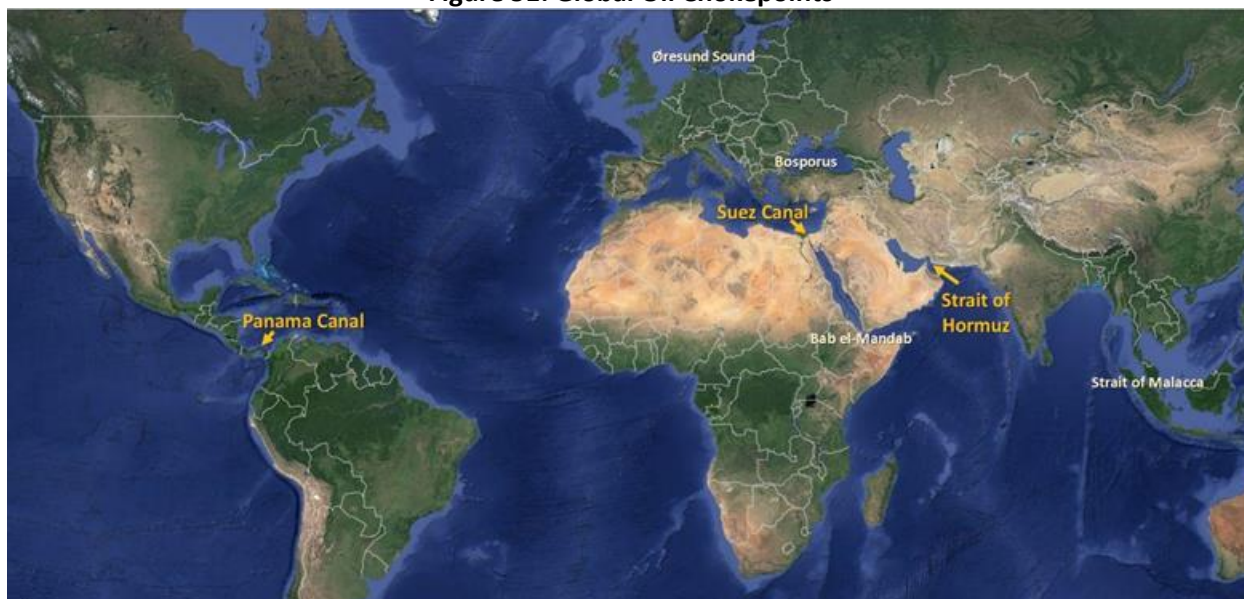 Øresund Sound
Bosporus
Suez Canal
Strait of
Hormuz
Panama Canal
Bab el-Mandab
Strait of Malacca